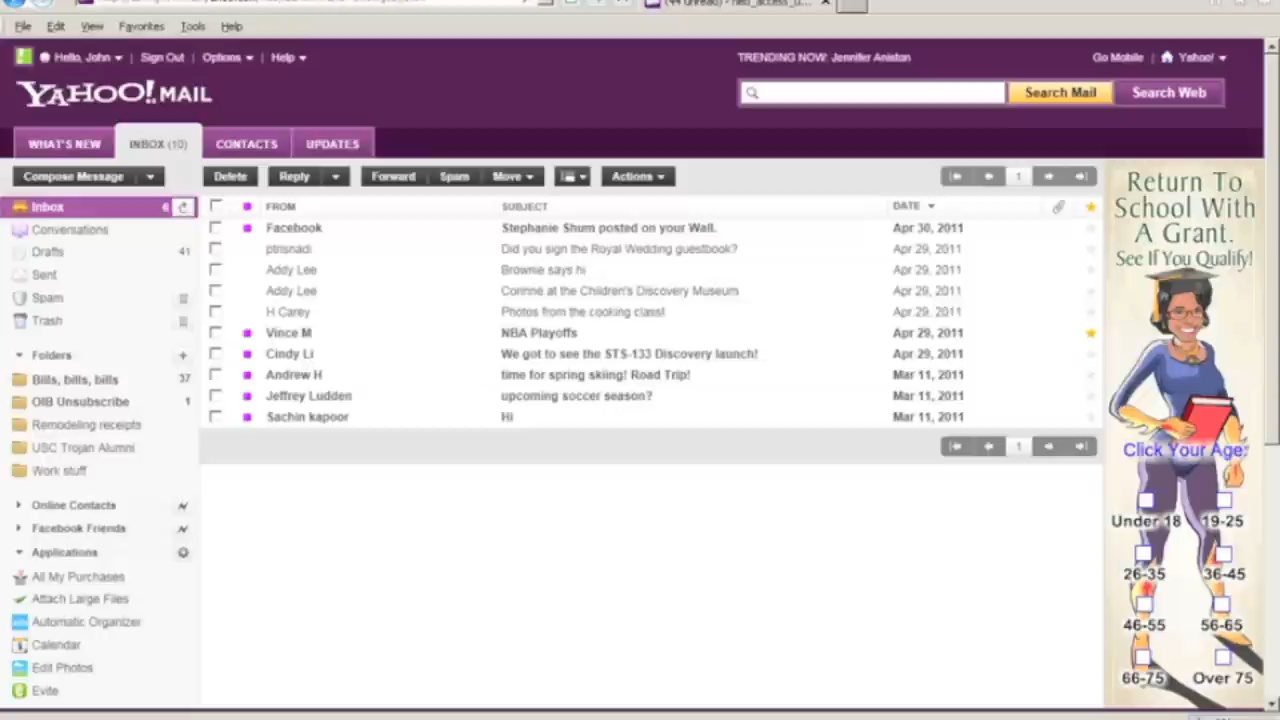 (44 unread)
File Edit View Favorites Tools Help
Hello, John | Sign Out | Options | Help
TRENDING NOW: Jennifer Aniston
Go Mobile | Yahoo!
YAHOO! MAIL
Search Mail Search Web
WHAT'S NEW INBOX (10) CONTACTS UPDATES
Compose Message Delete Reply Forward Spam Move Actions 1
Inbox 6
Conversations
Drafts 41
Sent
Spam
Trash
Folders +
Bills, bills, bills 37
OIB Unsubscribe 1
Remodeling receipts
USC Trojan Alumni
Work stuff
Online Contacts
Facebook Friends
Applications
All My Purchases
Attach Large Files
Automatic Organizer
Calendar
Edit Photos
Evite
FROM SUBJECT DATE
Facebook Stephanie Shum posted on your Wall. Apr 30, 2011
ptrisnadi Did you sign the Royal Wedding guestbook? Apr 29, 2011
Addy Lee Brownie says hi Apr 29, 2011
Addy Lee Corinne at the Children's Discovery Museum Apr 29, 2011
H Carey Photos from the cooking class! Apr 29, 2011
Vince M NBA Playoffs Apr 29, 2011
Cindy Li We got to see the STS-133 Discovery launch! Apr 29, 2011
Andrew H time for spring skiing! Road Trip! Mar 11, 2011
Jeffrey Ludden upcoming soccer season? Mar 11, 2011
Sachin kapoor Hi Mar 11, 2011
1
Return To
School With
A Grant.
See If You Qualify!
Click Your Age:
Under 18 19-25
26-35 36-45
46-55 56-65
66-75 Over 75